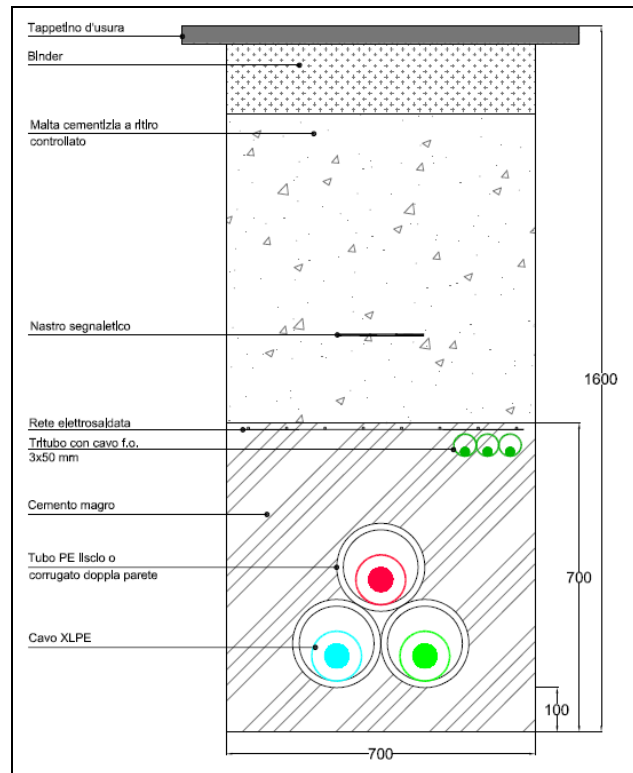 Tappetino d'usura
Binder
Malta cementizia a ritiro
controllato
Nastro segnaletico
1600
Rete elettrosaldata
Tritubo con cavo f.o.
3x50 mm
Cemento magro
Tubo PE liscio o
corrugato doppia parete
700
Cavo XLPE
100
700